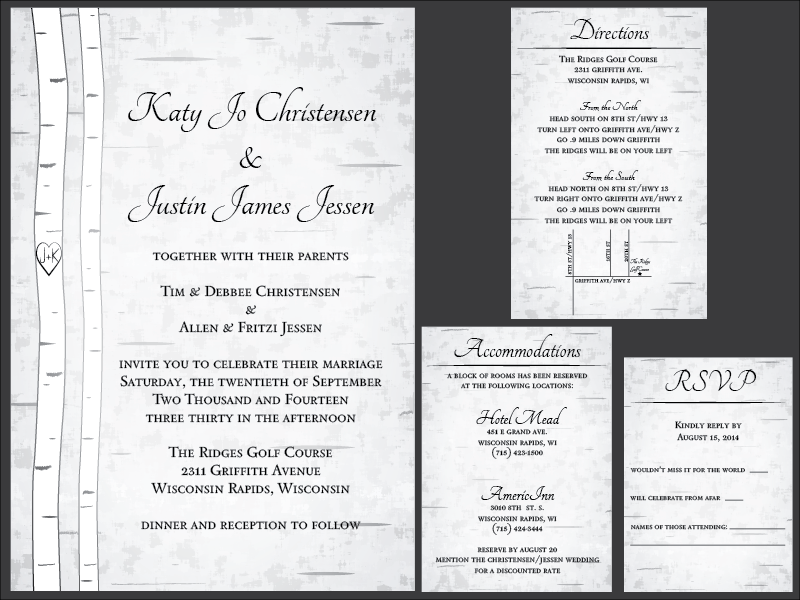 Katy Jo Christensen
&
Justin James Jessen
J+K
TOGETHER WITH THEIR PARENTS
TIM & DEBBEE CHRISTENSEN
&
ALLEN & FRITZI JESSEN
INVITE YOU TO CELEBRATE THEIR MARRIAGE
SATURDAY, THE TWENTIETH OF SEPTEMBER
TWO THOUSAND AND FOURTEEN
THREE THIRTY IN THE AFTERNOON
THE RIDGES GOLF COURSE
2311 GRIFFITH AVENUE
WISCONSIN RAPIDS, WISCONSIN
DINNER AND RECEPTION TO FOLLOW
Directions
THE RIDGES GOLF COURSE
2311 GRIFFITH AVE.
WISCONSIN RAPIDS, WI
From the North
HEAD SOUTH ON 8TH ST/HWY 13
TURN LEFT ONTO GRIFFITH AVE/HWY Z
GO .9 MILES DOWN GRIFFITH
THE RIDGES WILL BE ON YOUR LEFT
From the South
HEAD NORTH ON 8TH ST/HWY 13
TURN RIGHT ONTO GRIFFITH AVE/HWY Z
GO .9 MILES DOWN GRIFFITH
THE RIDGES WILL BE ON YOUR LEFT
8TH ST/HWY 13
The Ridges
Golf Course
GRIFFITH AVE/HWY Z
Accommodations
A BLOCK OF ROOMS HAS BEEN RESERVED
AT THE FOLLOWING LOCATIONS:
Hotel Mead
451 E GRAND AVE.
WISCONSIN RAPIDS, WI
(715) 423-1500
AmericInn
3010 8TH ST. S.
WISCONSIN RAPIDS, WI
(715) 424-3444
RESERVE BY AUGUST 20
MENTION THE CHRISTENSEN/JESSEN WEDDING
FOR A DISCOUNTED RATE
RSVP
KINDLY REPLY BY
AUGUST 15, 2014
WOULDN'T MISS IT FOR THE WORLD
WILL CELEBRATE FROM AFAR
NAMES OF THOSE ATTENDING: